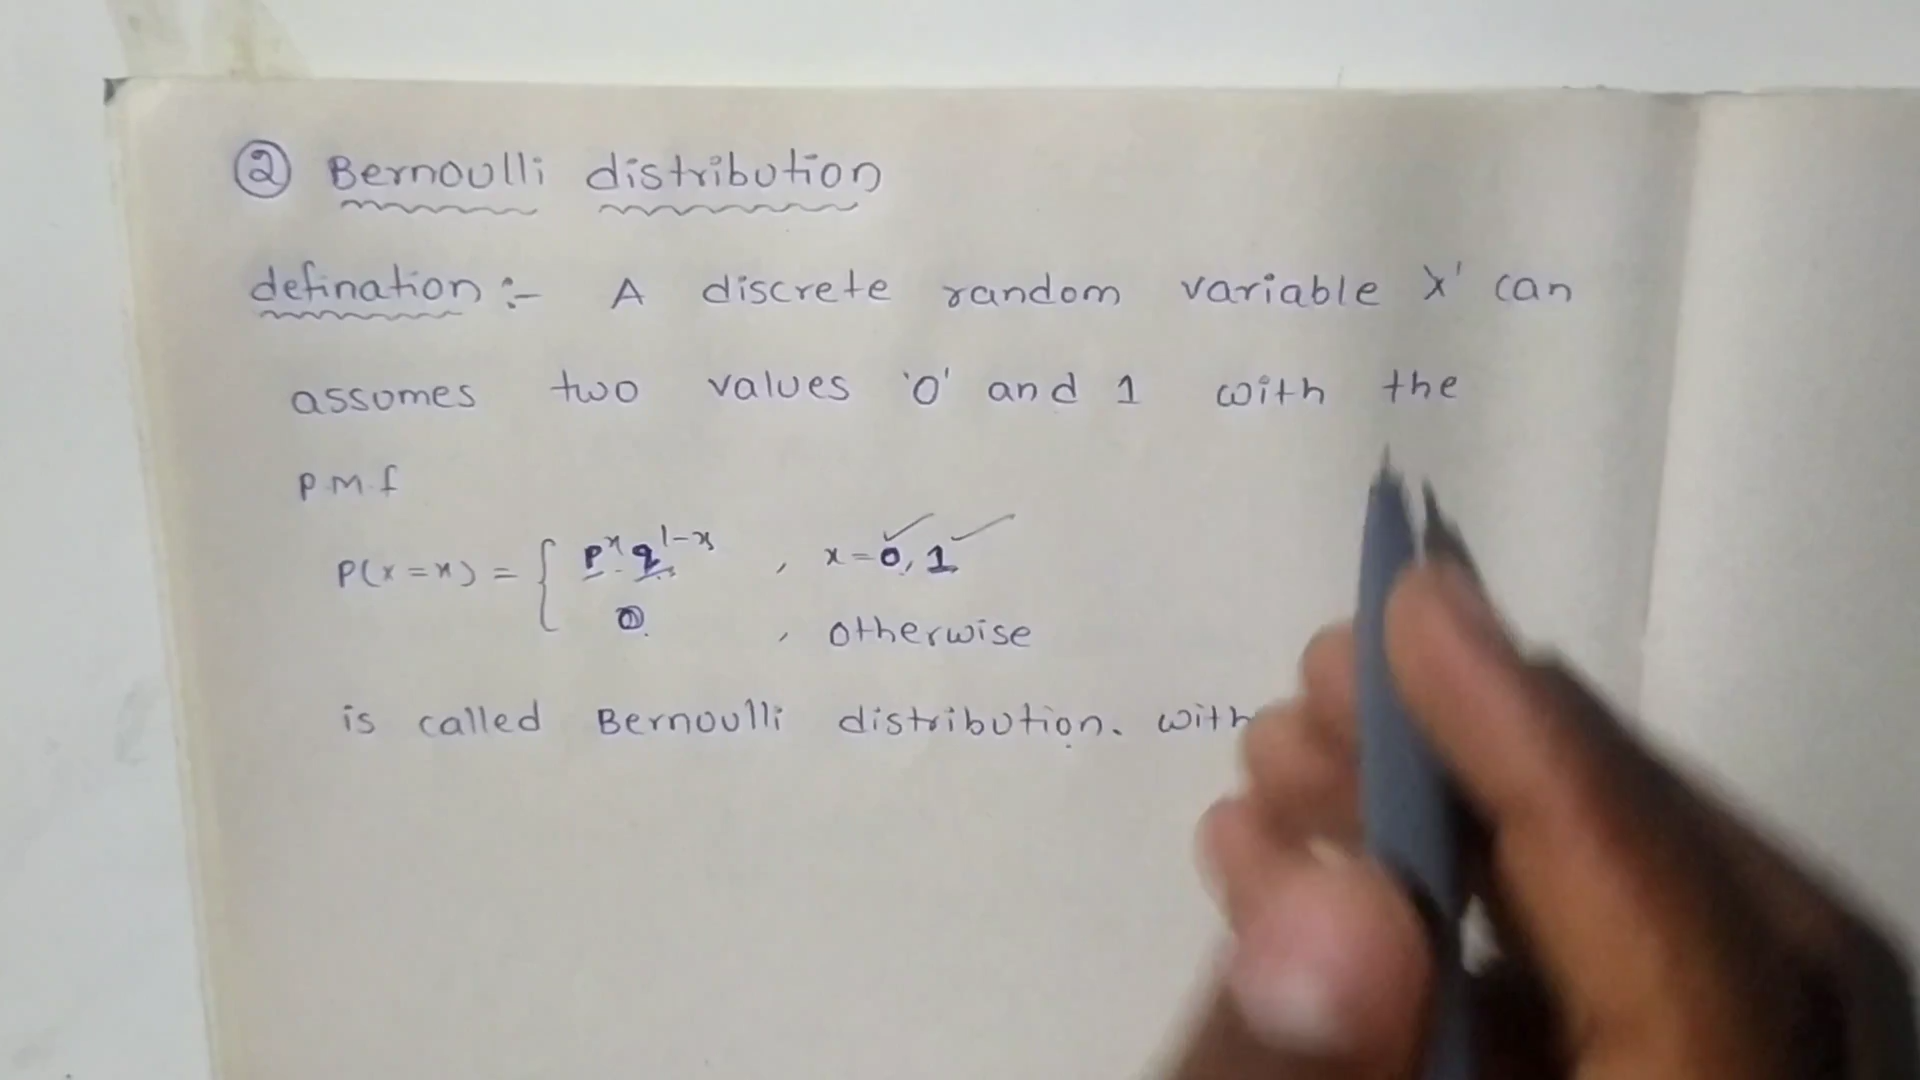 ② Bernoulli distribution
defination :- A discrete random variable X' can
assumes two values '0' and 1 with the
P.M.f
P(x=x) = { p^x q^1-x , x=0,1
0 , otherwise
is called Bernoulli distribution. with